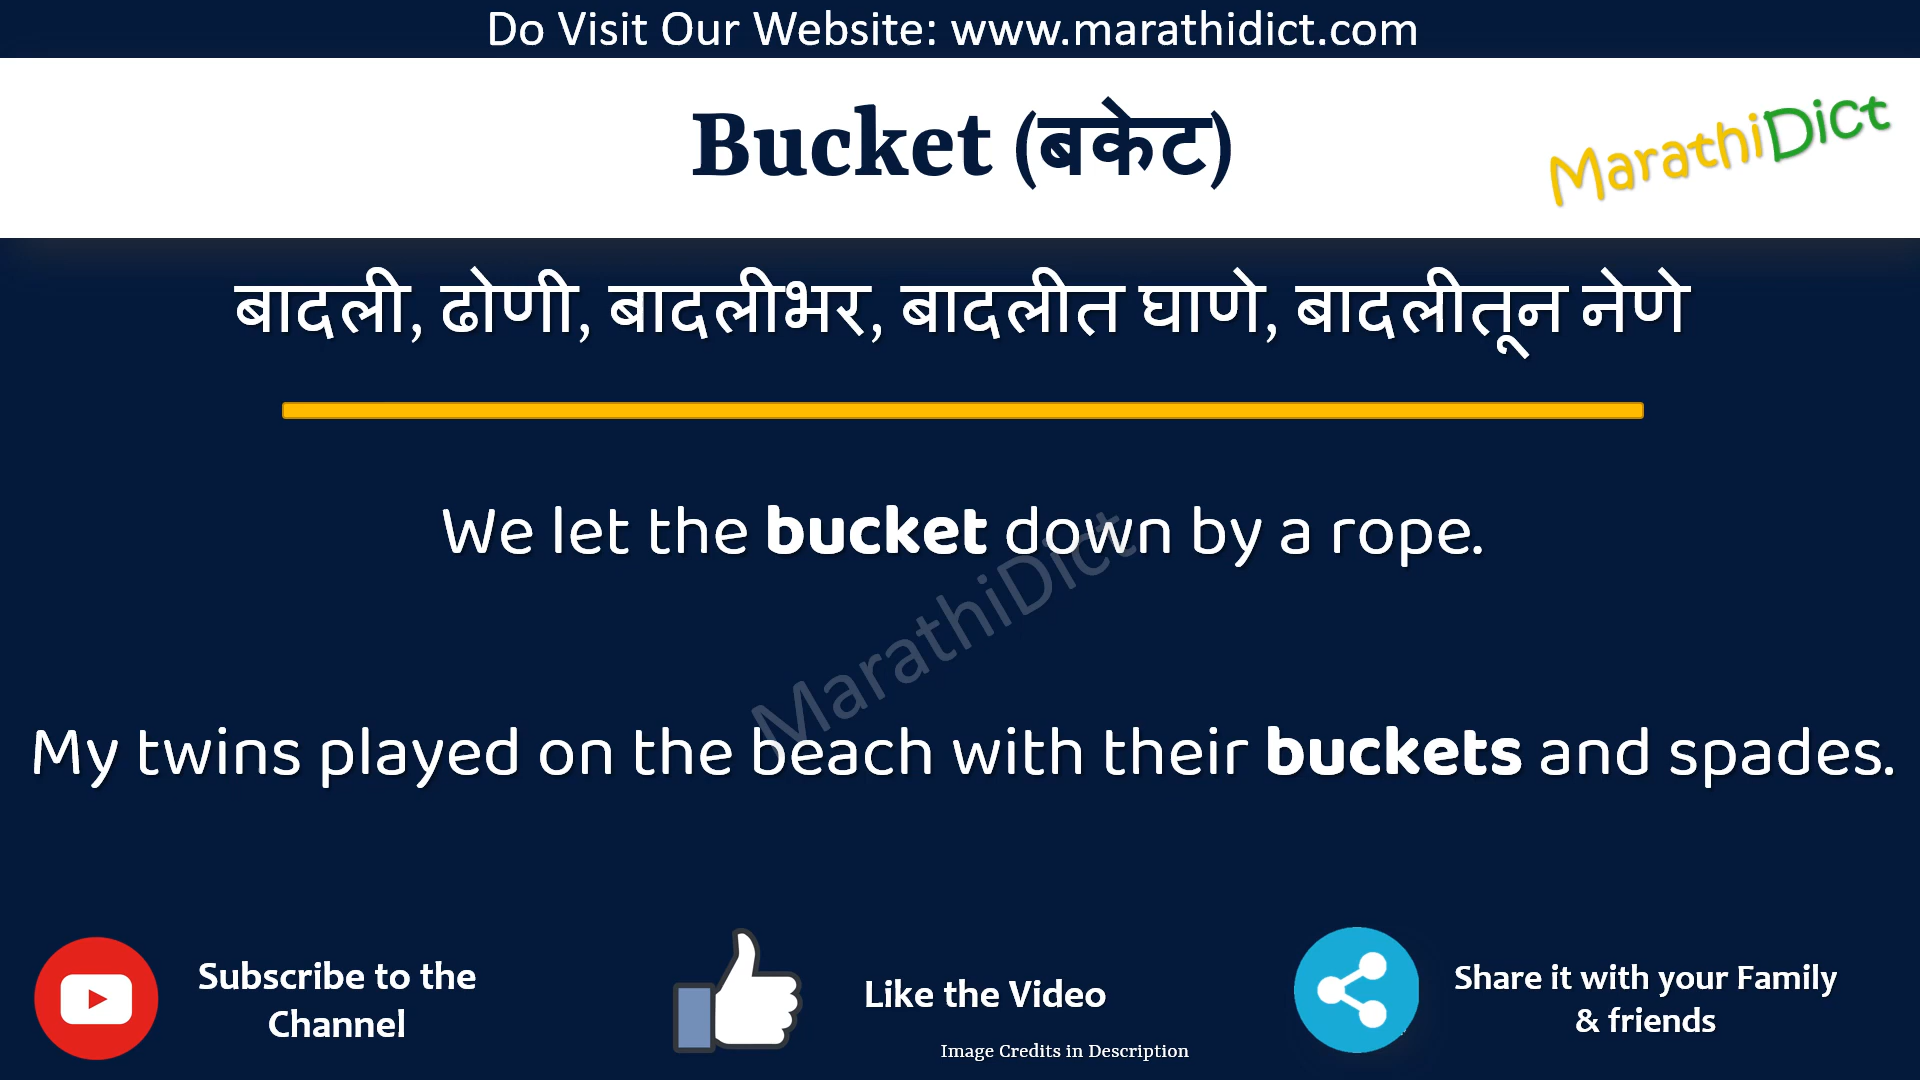 Do Visit Our Website: www.marathidict.com
Bucket (बकेट)
MarathiDict
बादली, ढोणी, बादलीभर, बादलीत घाणे, बादलीतून नेणे
We let the bucket down by a rope.
MarathiDict
My twins played on the beach with their buckets and spades.
Subscribe to the
Channel
Like the Video
Share it with your Family
& friends
Image Credits in Description